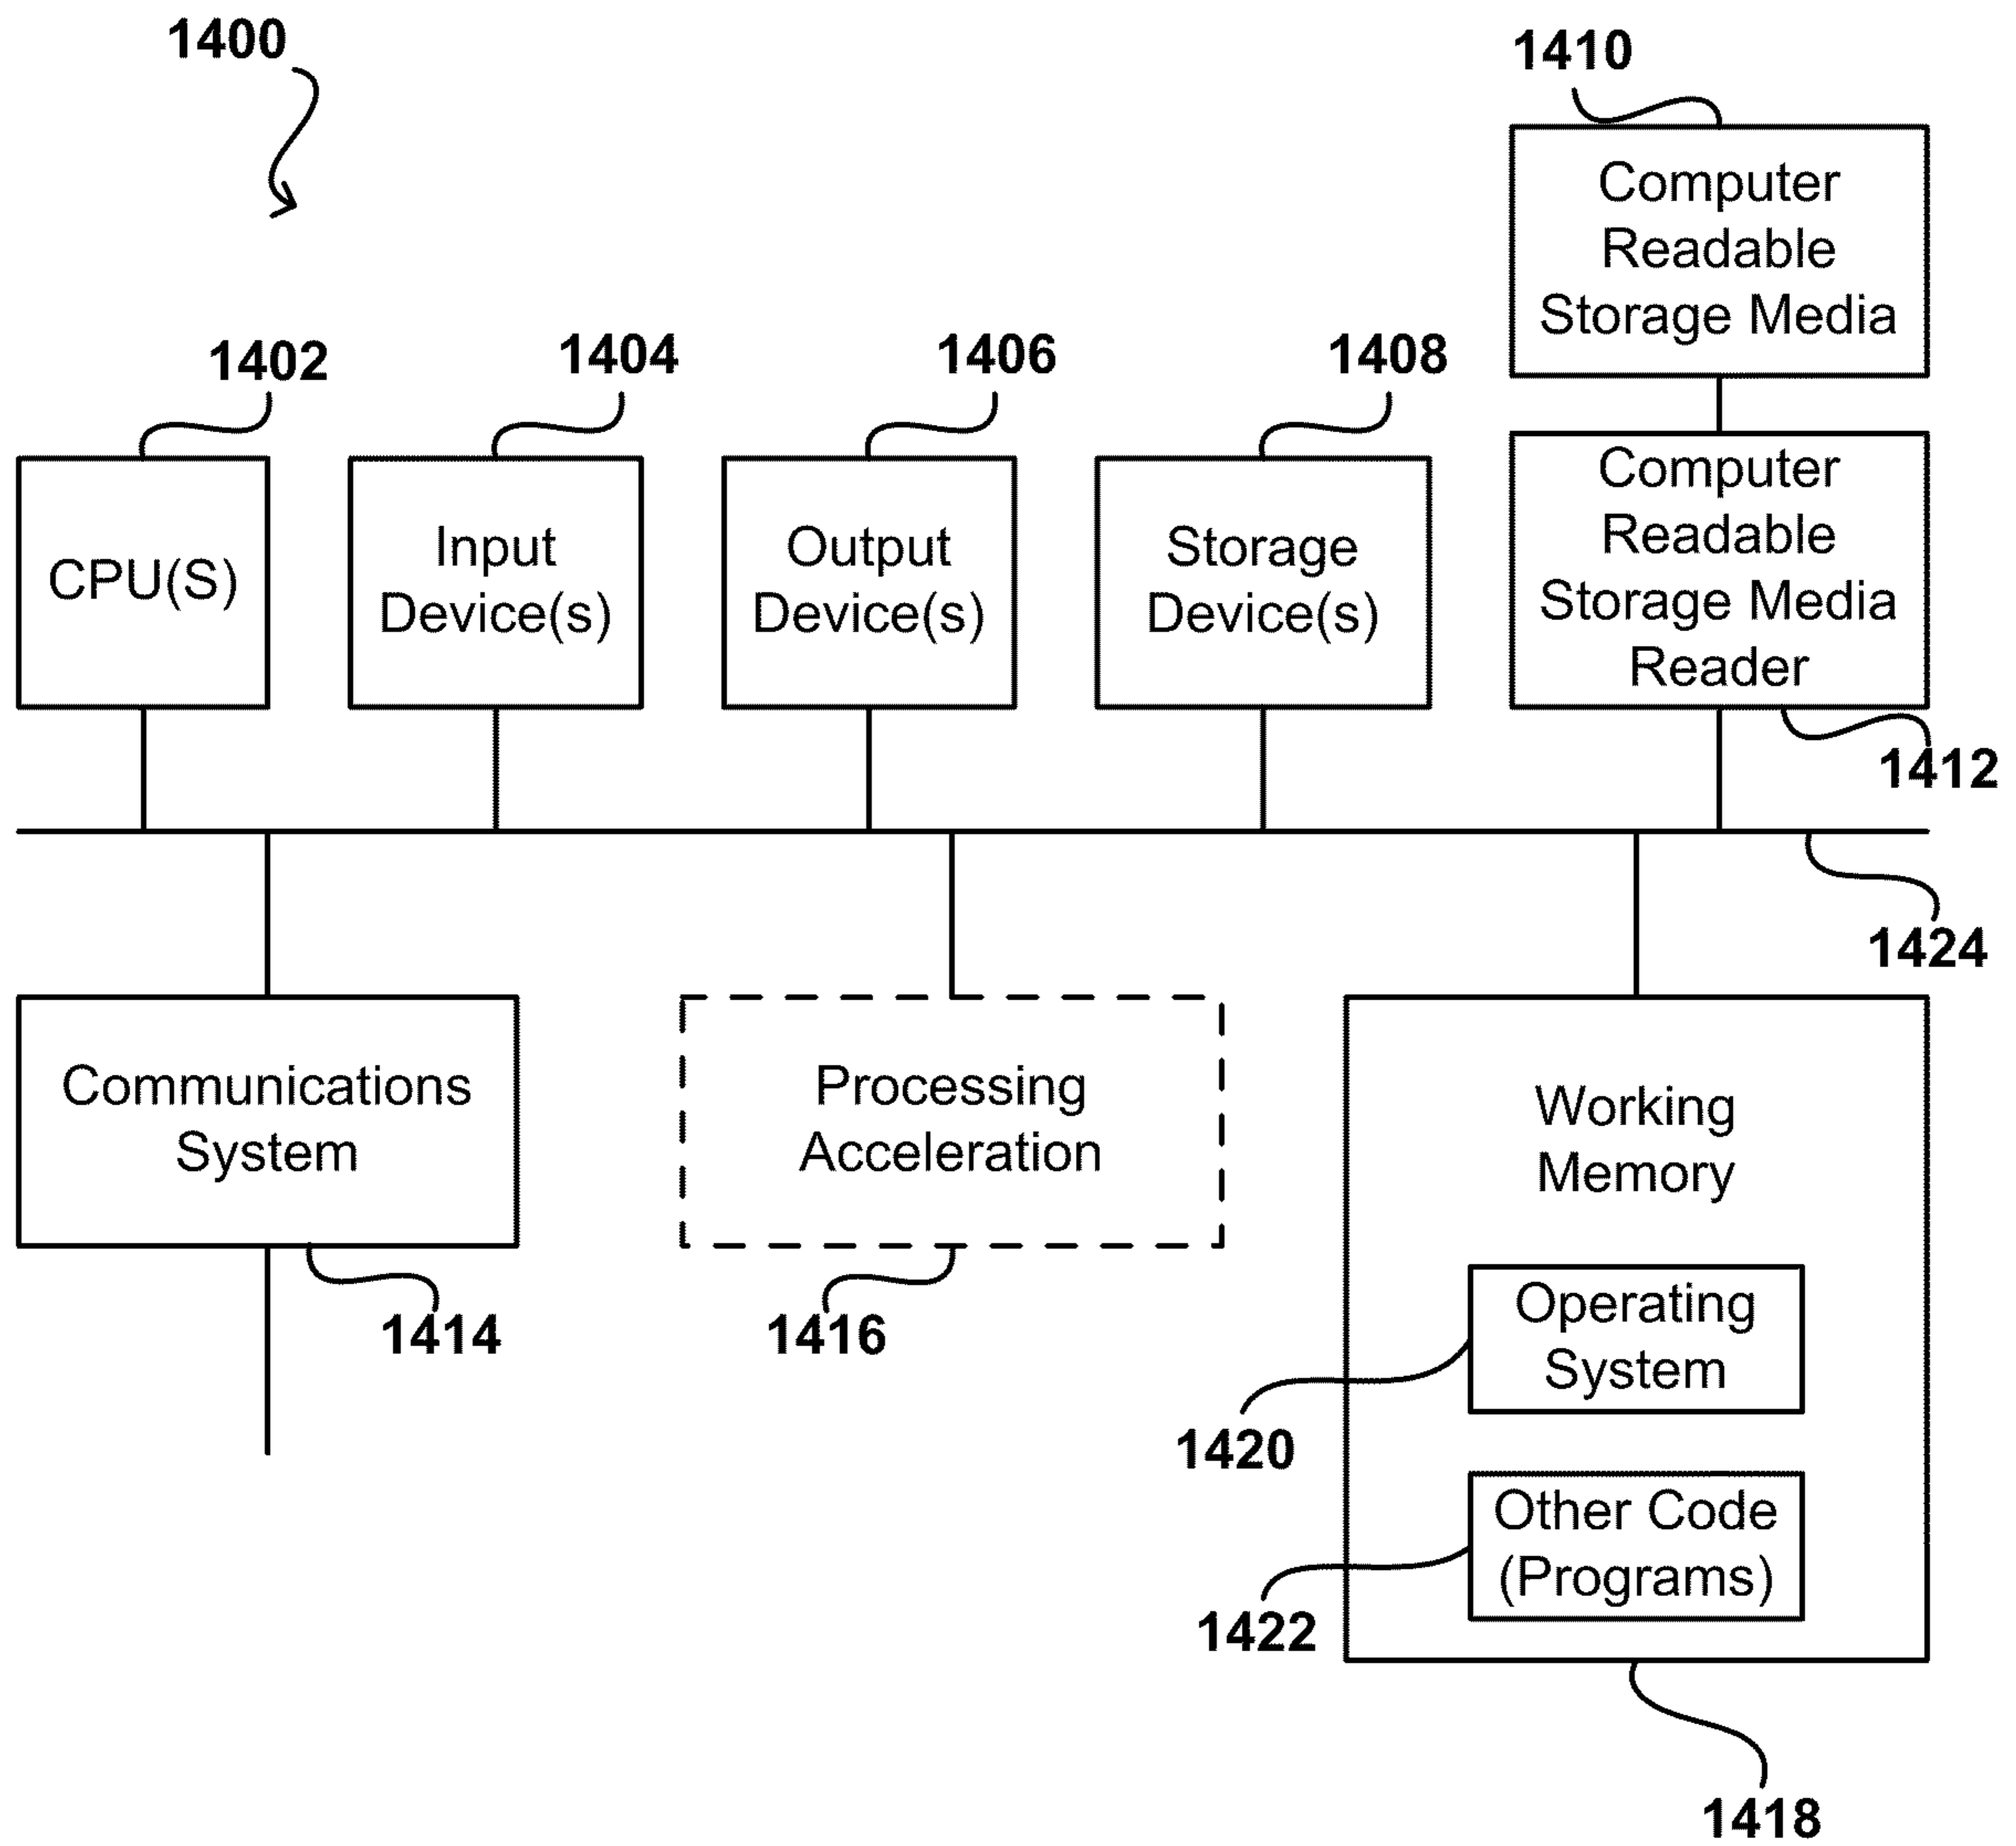 1400
1410
Computer
Readable
Storage Media
1402
1404
1406
1408
CPU(S)
Input
Device(s)
Output
Device(s)
Storage
Device(s)
Computer
Readable
Storage Media
Reader
1412
1424
Communications
System
1414
Processing
Acceleration
1416
Working
Memory
Operating
System
1420
Other Code
(Programs)
1422
1418